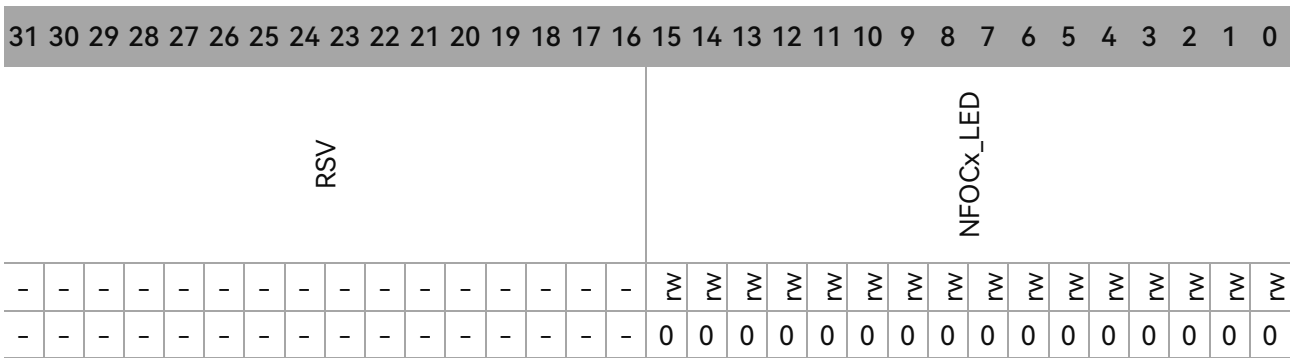 31 30 29 28 27 26 25 24 23 22 21 20 19 18 17 16 15 14 13 12 11 10 9 8 7 6 5 4 3 2 1 0
RSV NFOCx_LED
- - - - - - - - - - - - - - - - rw rw rw rw rw rw rw rw rw rw rw rw rw rw rw rw
- - - - - - - - - - - - - - - - 0 0 0 0 0 0 0 0 0 0 0 0 0 0 0 0